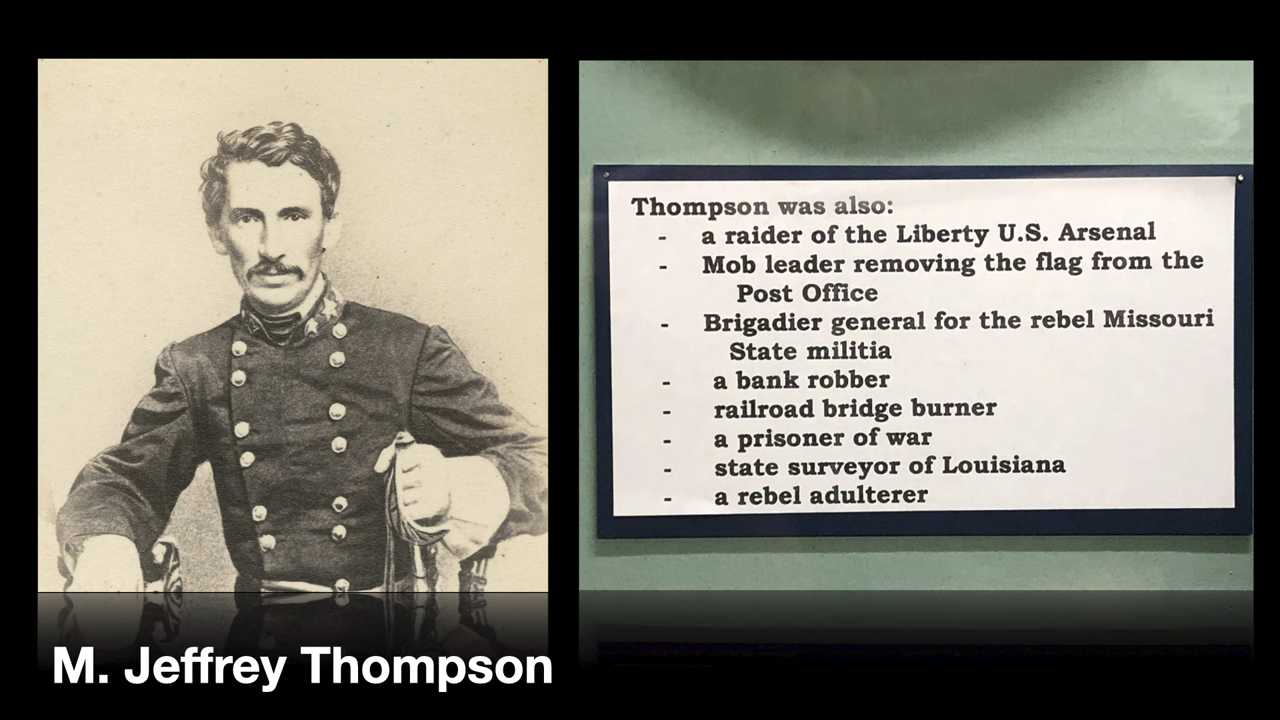 Thompson was also:
- a raider of the Liberty U.S. Arsenal
- Mob leader removing the flag from the
Post Office
- Brigadier general for the rebel Missouri
State militia
- a bank robber
- railroad bridge burner
- a prisoner of war
- state surveyor of Louisiana
- a rebel adulterer
M. Jeffrey Thompson